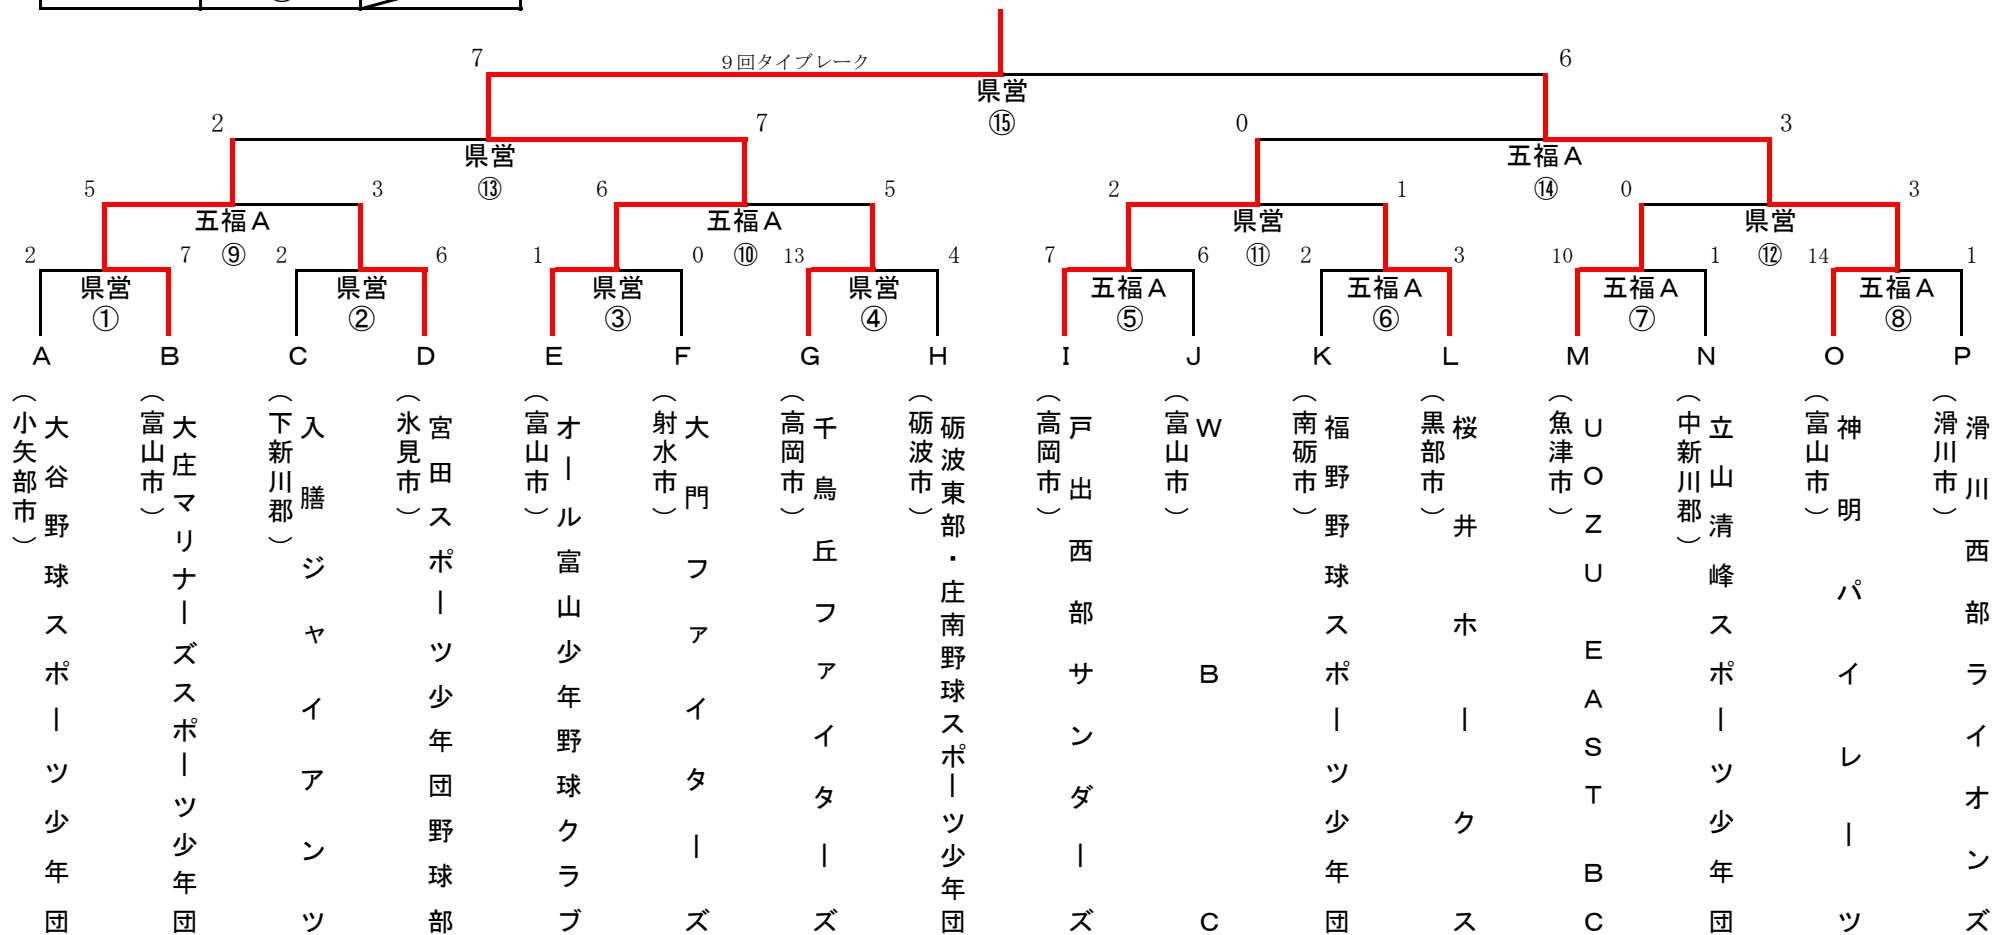 7
9回タイブレーク
6
県営
⑮
2
7
0
3
県営
五福A
⑬
⑭
5
3
6
5
2
1
0
3
五福A
五福A
県営
県営
⑨
⑩
⑪
⑫
2
7
2
6
1
0
13
4
7
6
2
3
10
1
14
1
県営
県営
県営
県営
五福A
五福A
五福A
五福A
①
②
③
④
⑤
⑥
⑦
⑧
A
B
C
D
E
F
G
H
I
J
K
L
M
N
O
P
大谷野球スポーツ少年団
(小矢部市)
大庄マリナーズスポーツ少年団
(富山市)
入膳ジャイアンツ
(下新川郡)
宮田スポーツ少年団野球部
(氷見市)
オール富山少年野球クラブ
(富山市)
大門ファイターズ
(射水市)
千鳥丘ファイターズ
(高岡市)
砺波東部・庄南野球スポーツ少年団
(砺波市)
戸出西部サンダーズ
(高岡市)
WBC
(富山市)
福野野球スポーツ少年団
(南砺市)
桜井ホークス
(黒部市)
UOZU EAST BC
(魚津市)
立山清峰スポーツ少年団
(中新川郡)
神明パイレーツ
(富山市)
滑川西部ライオンズ
(滑川市)